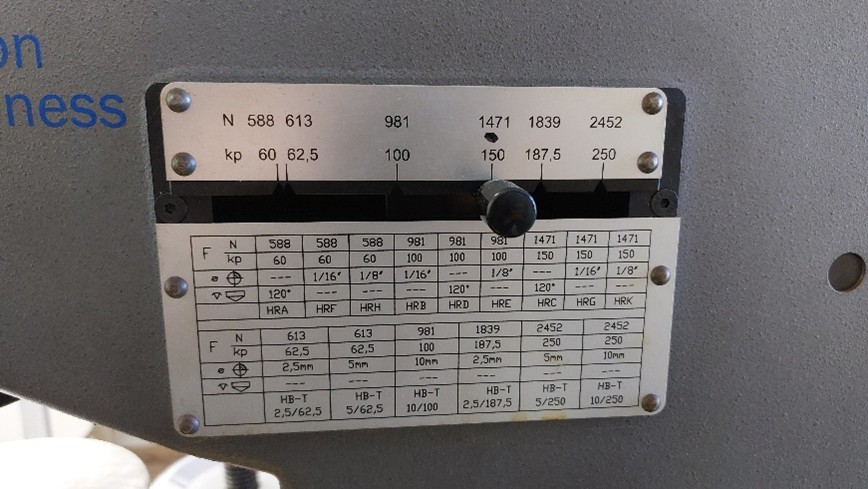 on
ness
N 588 613 981 1471 1839 2452
kp 60 62,5 100 150 187,5 250
F N 588 588 588 981 981 981 1471 1471 1471
kp 60 60 60 100 100 100 150 150 150
--- 1/16" 1/8" 1/16" --- 1/8" --- 1/16" 1/8"
120° --- --- --- 120° --- 120° --- ---
HRA HRF HRH HRB HRD HRE HRC HRG HRK
F N 613 613 981 1839 2452 2452
kp 62,5 62,5 100 187,5 250 250
2,5mm 5mm 10mm 2,5mm 5mm 10mm
--- --- --- --- --- ---
HB-T HB-T HB-T HB-T HB-T HB-T
2,5/62,5 5/62,5 10/100 2,5/187,5 5/250 10/250